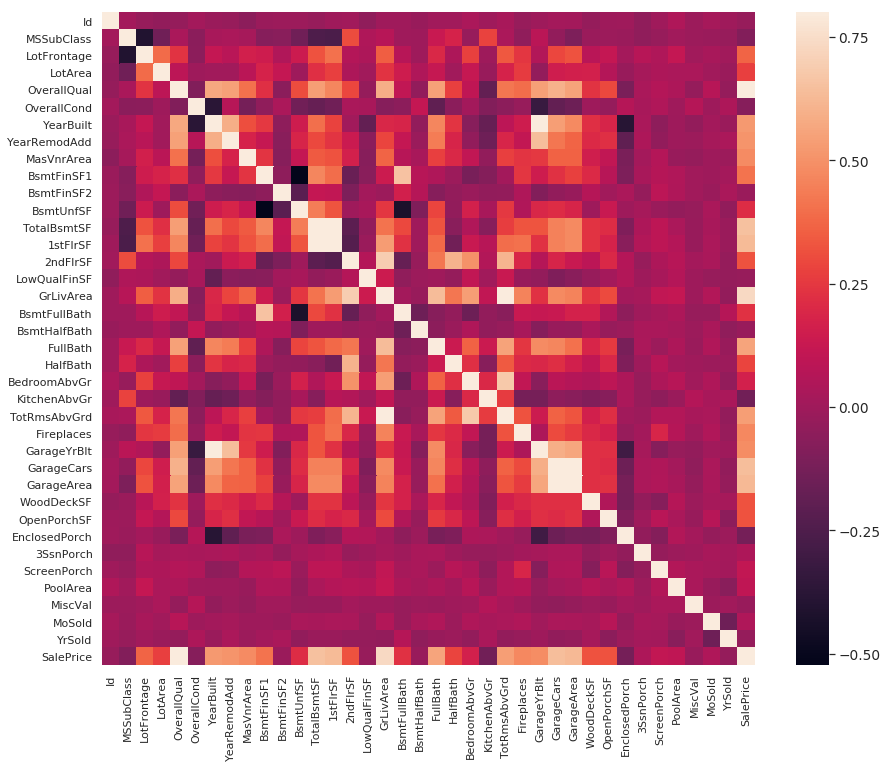 Id
MSSubClass
LotFrontage
LotArea
OverallQual
OverallCond
YearBuilt
YearRemodAdd
MasVnrArea
BsmtFinSF1
BsmtFinSF2
BsmtUnfSF
TotalBsmtSF
1stFlrSF
2ndFlrSF
LowQualFinSF
GrLivArea
BsmtFullBath
BsmtHalfBath
FullBath
HalfBath
BedroomAbvGr
KitchenAbvGr
TotRmsAbvGrd
Fireplaces
GarageYrBlt
GarageCars
GarageArea
WoodDeckSF
OpenPorchSF
EnclosedPorch
3SsnPorch
ScreenPorch
PoolArea
MiscVal
MoSold
YrSold
SalePrice
Id
MSSubClass
LotFrontage
LotArea
OverallQual
OverallCond
YearBuilt
YearRemodAdd
MasVnrArea
BsmtFinSF1
BsmtFinSF2
BsmtUnfSF
TotalBsmtSF
1stFlrSF
2ndFlrSF
LowQualFinSF
GrLivArea
BsmtFullBath
BsmtHalfBath
FullBath
HalfBath
BedroomAbvGr
KitchenAbvGr
TotRmsAbvGrd
Fireplaces
GarageYrBlt
GarageCars
GarageArea
WoodDeckSF
OpenPorchSF
EnclosedPorch
3SsnPorch
ScreenPorch
PoolArea
MiscVal
MoSold
YrSold
SalePrice
0.75
0.50
0.25
0.00
−0.25
−0.50